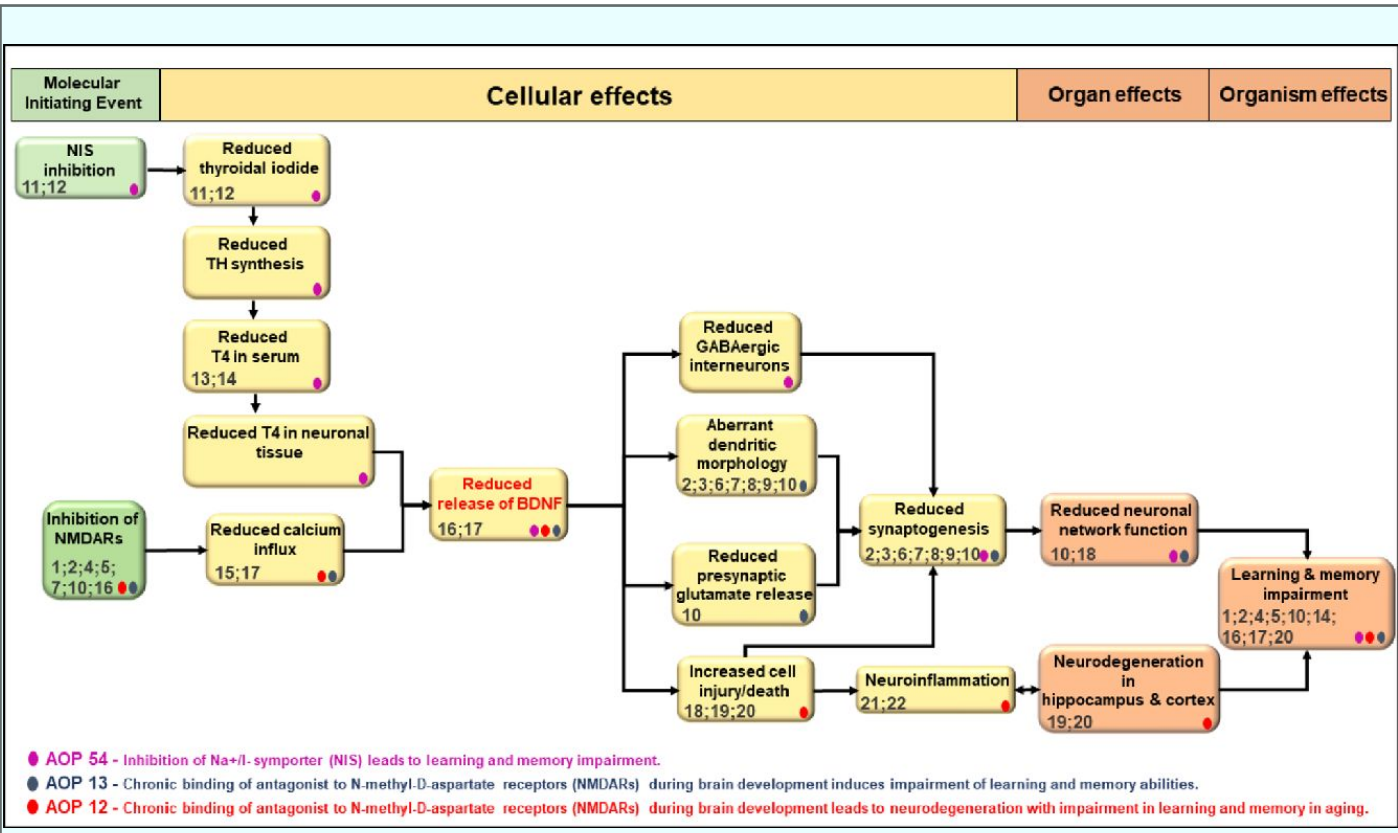 Molecular
Initiating Event
Cellular effects
Organ effects
Organism effects
NIS
inhibition
11;12
Reduced
thyroidal iodide
11;12
Reduced
TH synthesis
Reduced
T4 in serum
13;14
Reduced T4 in neuronal
tissue
Inhibition of
NMDARs
1;2;4;5;
7;10;16
Reduced calcium
influx
15;17
Reduced
release of BDNF
16;17
Reduced
GABAergic
interneurons
Aberrant
dendritic
morphology
2;3;6;7;8;9;10
Reduced
presynaptic
glutamate release
10
Increased cell
injury/death
18;19;20
Reduced
synaptogenesis
2;3;6;7;8;9;10
Neuroinflammation
21;22
Reduced neuronal
network function
10;18
Neurodegeneration
in
hippocampus & cortex
19;20
Learning & memory
impairment
1;2;4;5;10;14;
16;17;20
AOP 54 - Inhibition of Na+/I- symporter (NIS) leads to learning and memory impairment.
AOP 13 - Chronic binding of antagonist to N-methyl-D-aspartate receptors (NMDARs) during brain development induces impairment of learning and memory abilities.
AOP 12 - Chronic binding of antagonist to N-methyl-D-aspartate receptors (NMDARs) during brain development leads to neurodegeneration with impairment in learning and memory in aging.